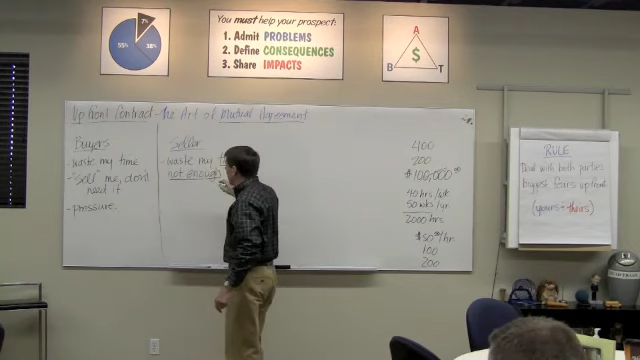 7%
55%
38%
You must help your prospect:
1. Admit PROBLEMS
2. Define CONSEQUENCES
3. Share IMPACTS
A
$
B
T
Up front Contract - The Art of Mutual Agreement
Buyers
- waste my time
- "sell" me, don't
need it
- pressure.
Seller
- waste my
not enough
400
200
$100,000.00
40 hrs/wk
50 wks/yr
2000 hrs
$50.00/hr
100
200
RULE
Deal with both parties
biggest fears upfront
(yours + theirs)